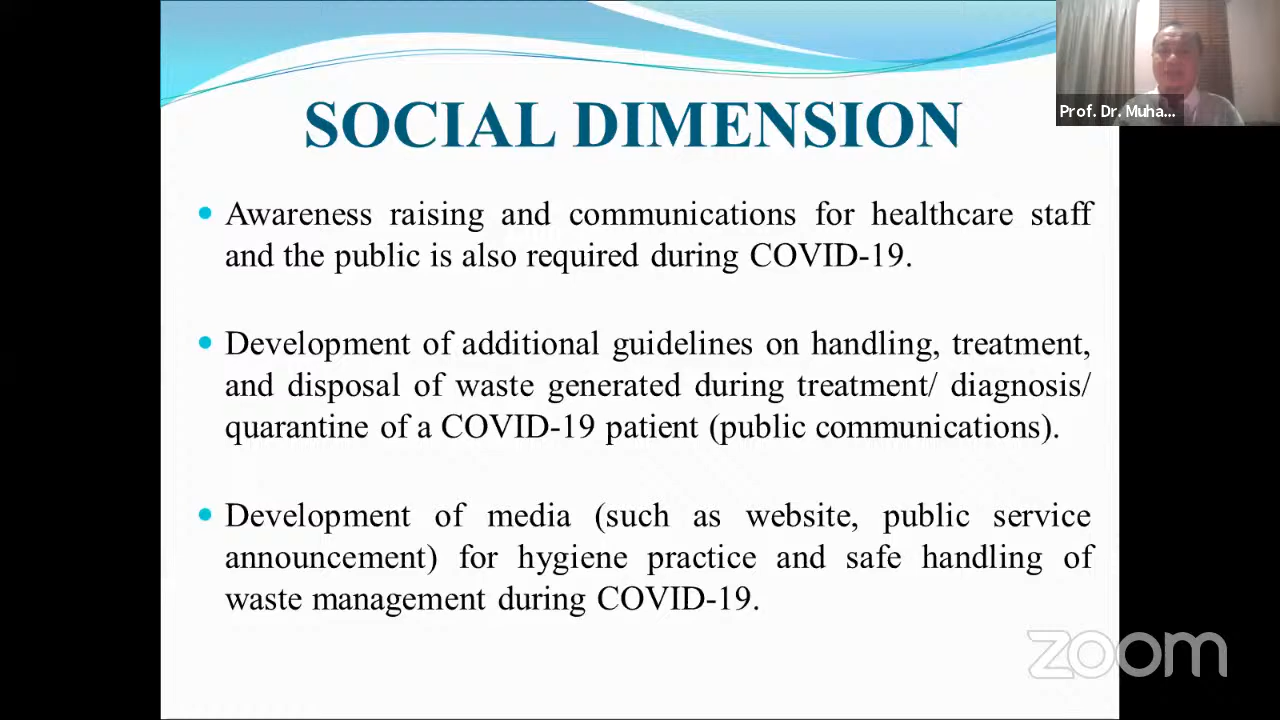 SOCIAL DIMENSION
Prof. Dr. Muha...
• Awareness raising and communications for healthcare staff
and the public is also required during COVID-19.
• Development of additional guidelines on handling, treatment,
and disposal of waste generated during treatment/ diagnosis/
quarantine of a COVID-19 patient (public communications).
• Development of media (such as website, public service
announcement) for hygiene practice and safe handling of
waste management during COVID-19.
zoom